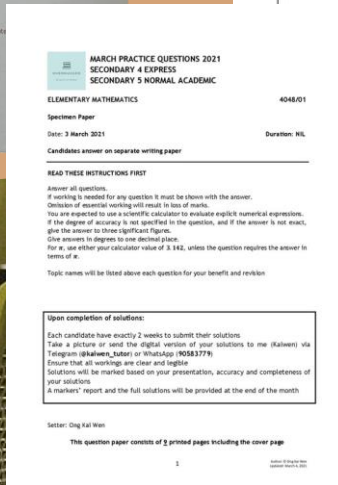 MARCH PRACTICE QUESTIONS 2021
SECONDARY 4 EXPRESS
SECONDARY 5 NORMAL ACADEMIC
ELEMENTARY MATHEMATICS 4048/01
Specimen Paper
Date: 3 March 2021 Duration: NIL
Candidates answer on separate writing paper
READ THESE INSTRUCTIONS FIRST
Answer all questions.
If working is needed for any question it must be shown with the answer.
Omission of essential working will result in loss of marks.
You are expected to use a scientific calculator to evaluate explicit numerical expressions.
If the degree of accuracy is not specified in the question, and if the answer is not exact,
give the answer to three significant figures.
Give answers in degrees to one decimal place.
For π, use either your calculator value of 3.142, unless the question requires the answer in
terms of π.
Topic names will be listed above each question for your benefit and revision
Upon completion of solutions:
Each candidate have exactly 2 weeks to submit their solutions
Take a picture or send the digital version of your solutions to me (Kaiwen) via
Telegram (@kaiwen_tutor) or WhatsApp (90583779)
Ensure that all workings are clear and legible
Solutions will be marked based on your presentation, accuracy and completeness of
your solutions
A markers' report and the full solutions will be provided at the end of the month
Setter: Ong Kai Wen
This question paper consists of 9 printed pages including the cover page
1
Updated: March 4, 2021